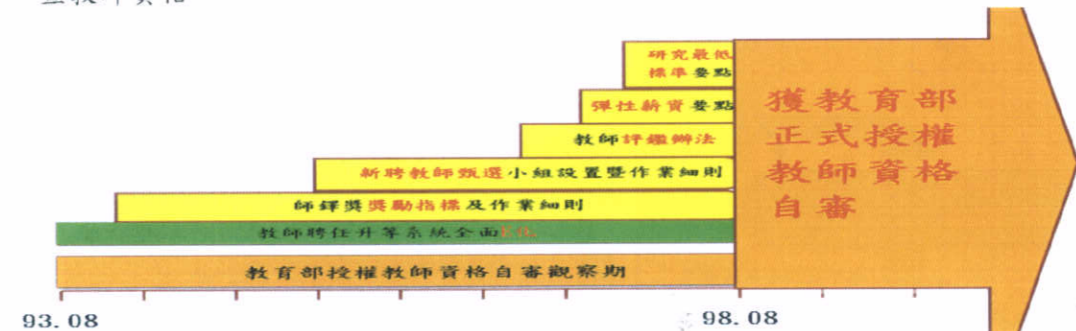 研究最低
標準要點
彈性薪資要點
教師評鑑辦法
新聘教師甄選小組設置暨作業細則
師鐸獎獎勵指標及作業細則
教師聘任升等系統全面
教育部授權教師資格自審觀察期
獲教育部
正式授權
教師資格
自審
93.08
98.08